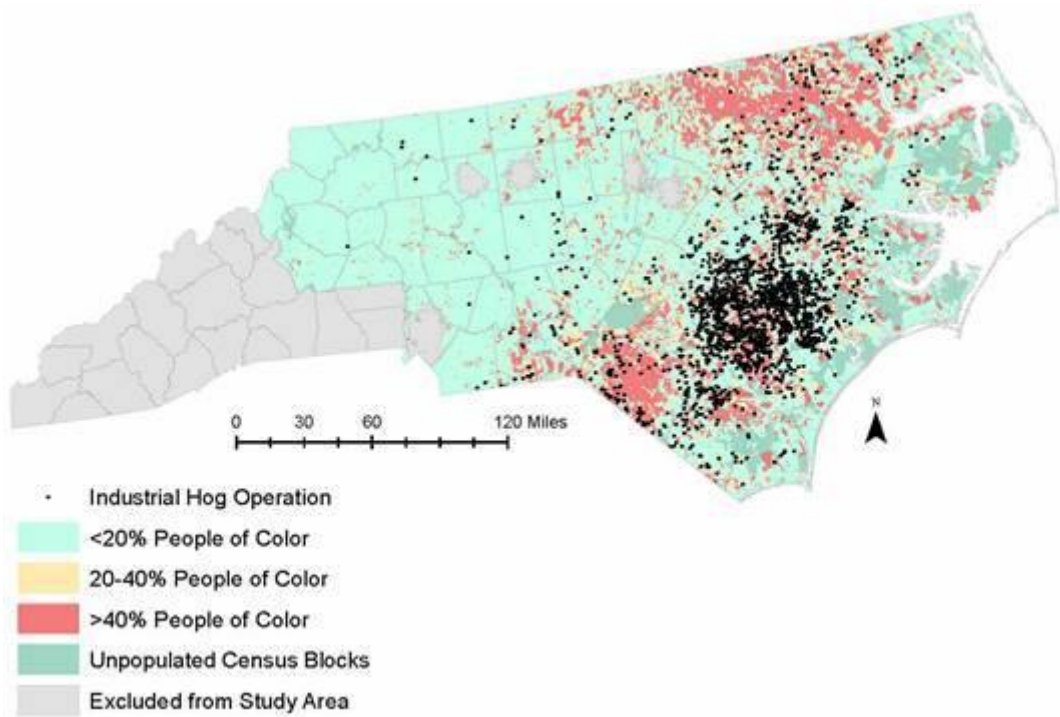 N
0 30 60 120 Miles
Industrial Hog Operation
<20% People of Color
20-40% People of Color
>40% People of Color
Unpopulated Census Blocks
Excluded from Study Area